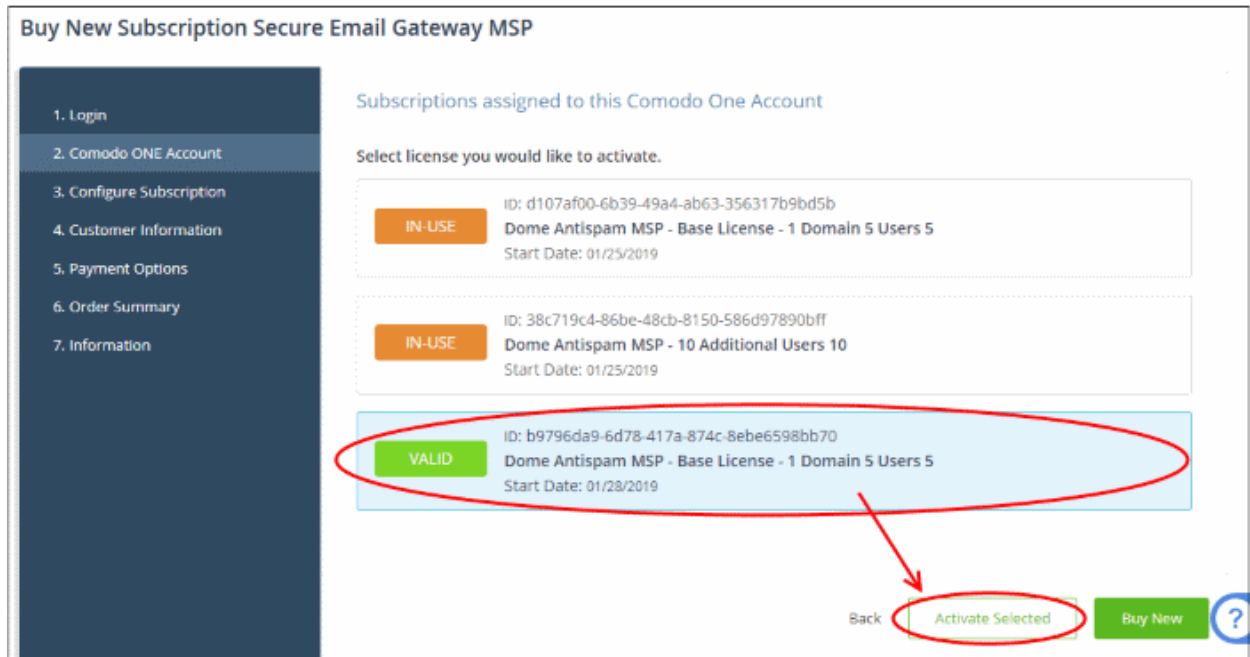 Buy New Subscription Secure Email Gateway MSP
1. Login
2. Comodo ONE Account
3. Configure Subscription
4. Customer Information
5. Payment Options
6. Order Summary
7. Information
Subscriptions assigned to this Comodo One Account
Select license you would like to activate.
IN-USE
ID: d107af00-6b39-49a4-ab63-356317b9bd5b
Dome Antispam MSP - Base License - 1 Domain 5 Users 5
Start Date: 01/25/2019
IN-USE
ID: 38c719c4-86be-48cb-8150-586d97890bff
Dome Antispam MSP - 10 Additional Users 10
Start Date: 01/25/2019
VALID
ID: b9796da9-6d78-417a-874c-8ebe6598bb70
Dome Antispam MSP - Base License - 1 Domain 5 Users 5
Start Date: 01/28/2019
Back
Activate Selected
Buy New
?